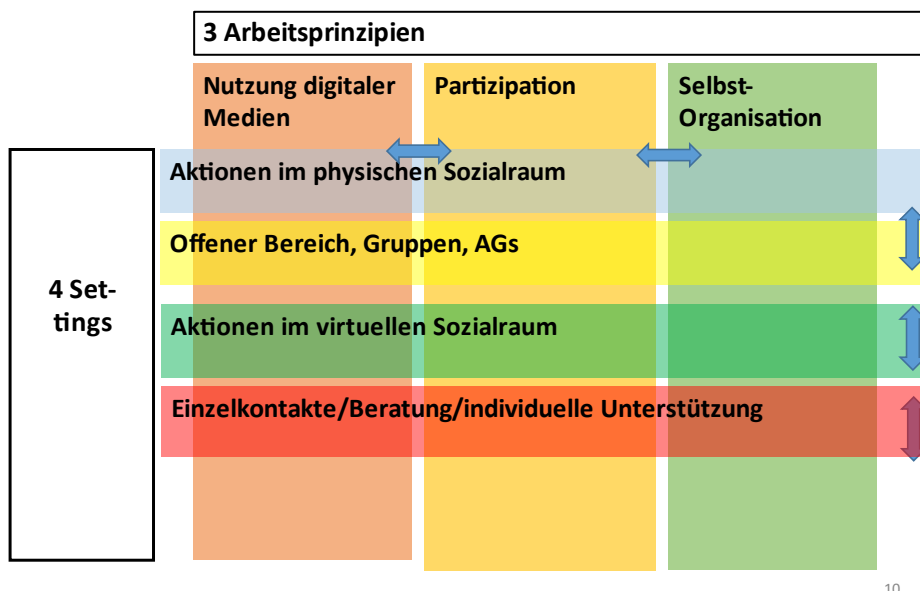 3 Arbeitsprinzipien
Nutzung digitaler
Medien
Partizipation
Selbst-
Organisation
4 Set-
tings
Aktionen im physischen Sozialraum
Offener Bereich, Gruppen, AGs
Aktionen im virtuellen Sozialraum
Einzelkontakte/Beratung/individuelle Unterstützung
10